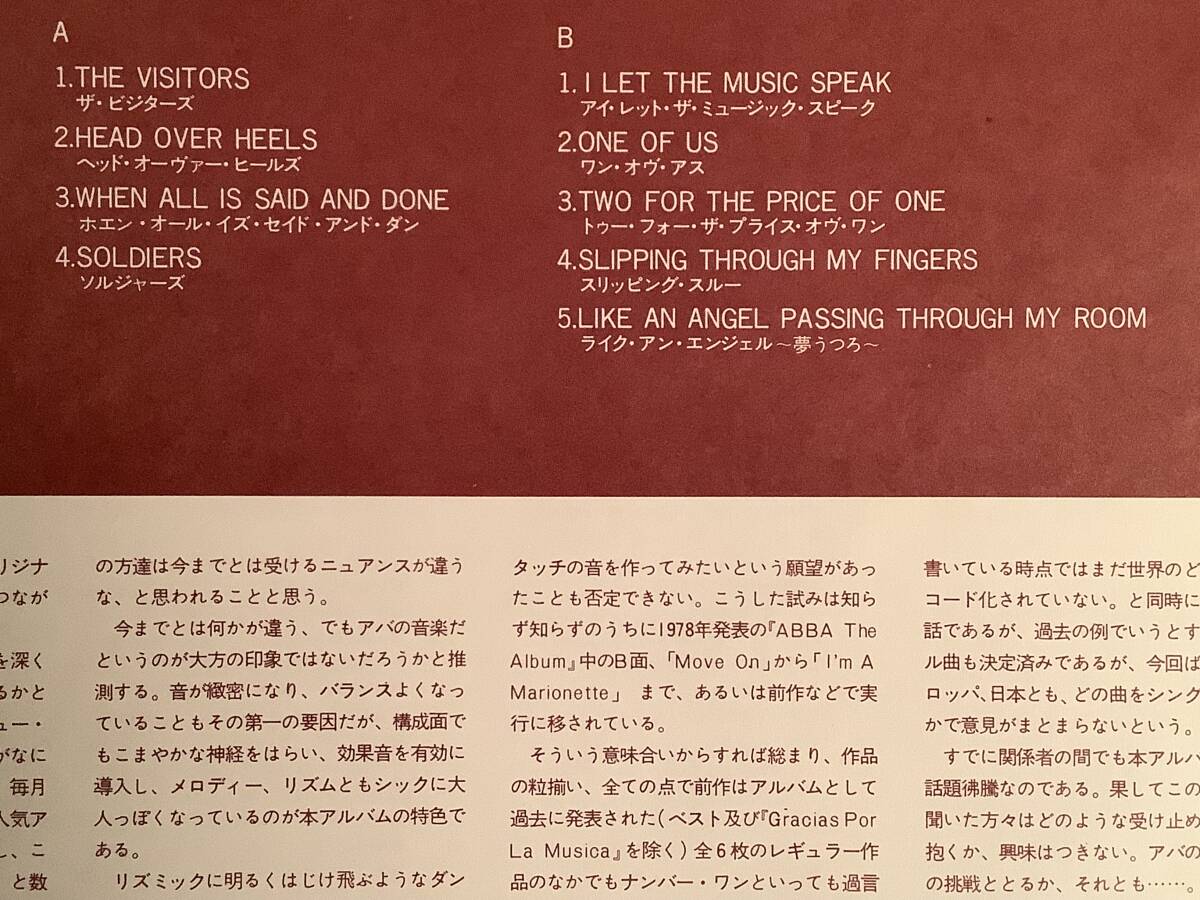 A
1.THE VISITORS
ザ・ビジターズ
2.HEAD OVER HEELS
ヘッド・オーヴァー・ヒールズ
3.WHEN ALL IS SAID AND DONE
ホエン・オール・イズ・セイド・アンド・ダン
4.SOLDIERS
ソルジャーズ
B
1.I LET THE MUSIC SPEAK
アイ・レット・ザ・ミュージック・スピーク
2.ONE OF US
ワン・オヴ・アス
3.TWO FOR THE PRICE OF ONE
トゥー・フォー・ザ・プライス・オヴ・ワン
4.SLIPPING THROUGH MY FINGERS
スリッピング・スルー
5.LIKE AN ANGEL PASSING THROUGH MY ROOM
ライク・アン・エンジェル～夢うつろ～
リジナ
つなが
を深く
るかと
ュー・
がなに
毎月
人気ア
し、こ
と数
の方達は今までとは受けるニュアンスが違う
な、と思われることと思う。
今までとは何かが違う、でもアバの音楽だ
というのが大方の印象ではないだろうかと推
測する。音が緻密になり、バランスよくなっ
ていることもその第一の要因だが、構成面で
もこまやかな神経をはらい、効果音を有効に
導入し、メロディー、リズムともシックに大
人っぽくなっているのが本アルバムの特色で
ある。
リズミックに明るくはじけ飛ぶようなダン
タッチの音を作ってみたいという願望があっ
たことも否定できない。こうした試みは知ら
ず知らずのうちに1978年発表の『ABBA The
Album』中のB面、「Move On」から「I'm A
Marionette」 まで、あるいは前作などで実
行に移されている。
そういう意味合いからすれば総まり、作品
の粒揃い、全ての点で前作はアルバムとして
過去に発表された(ベスト及び『Gracias Por
La Musica』を除く)全6枚のレギュラー作
品のなかでもナンバー・ワンといっても過言
書いている時点ではまだ世界のど
コード化されていない。と同時に
話であるが、過去の例でいうとす
ル曲も決定済みであるが、今回ば
ロッパ、日本とも、どの曲をシング
かで意見がまとまらないという。
すでに関係者の間でも本アルバ
話題沸騰なのである。果してこの
聞いた方々はどのような受け止め
抱くか、興味はつきない。アバの
の挑戦ととるか、それとも……。